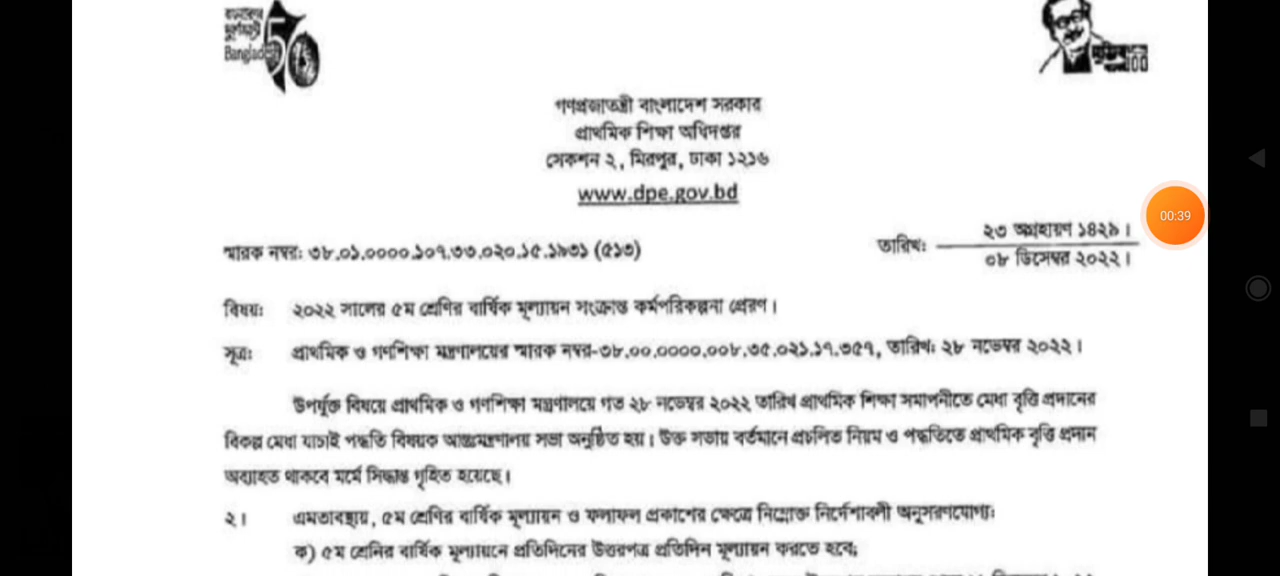 Bangladesh 50
100
গণপ্রজাতন্ত্রী বাংলাদেশ সরকার
প্রাথমিক শিক্ষা অধিদপ্তর
সেকশন ২, মিরপুর, ঢাকা ১২১৬
www.dpe.gov.bd
00:39
স্মারক নম্বর: ৩৮.০১.০০০০.১০৭.৩৩.০২০.১৫.১৯৩১ (৫১৩)
তারিখ:
২৩ অগ্রহায়ণ ১৪২৯।
০৮ ডিসেম্বর ২০২২।
বিষয়: ২০২২ সালের ৫ম শ্রেণির বার্ষিক মূল্যায়ন সংক্রান্ত কর্মপরিকল্পনা প্রেরণ।
সূত্র: প্রাথমিক ও গণশিক্ষা মন্ত্রণালয়ের স্মারক নম্বর-৩৮.০০.০০০০.০০৮.৩৫.০২১.১৭.৩৫৭, তারিখ: ২৮ নভেম্বর ২০২২।
উপর্যুক্ত বিষয়ে প্রাথমিক ও গণশিক্ষা মন্ত্রণালয়ে গত ২৮ নভেম্বর ২০২২ তারিখ প্রাথমিক শিক্ষা সমাপনীতে মেধা বৃত্তি প্রদানের
বিকল্প মেধা যাচাই পদ্ধতি বিষয়ক আন্তঃমন্ত্রণালয় সভা অনুষ্ঠিত হয়। উক্ত সভায় বর্তমানে প্রচলিত নিয়ম ও পদ্ধতিতে প্রাথমিক বৃত্তি প্রদান
অব্যাহত থাকবে মর্মে সিদ্ধান্ত গৃহিত হয়েছে।
২। এমতাবস্থায়, ৫ম শ্রেণির বার্ষিক মূল্যায়ন ও ফলাফল প্রকাশের ক্ষেত্রে নিম্নোক্ত নির্দেশাবলী অনুসরণযোগ্য:
ক) ৫ম শ্রেনির বার্ষিক মূল্যায়নে প্রতিদিনের উত্তরপত্র প্রতিদিন মূল্যায়ন করতে হবে;